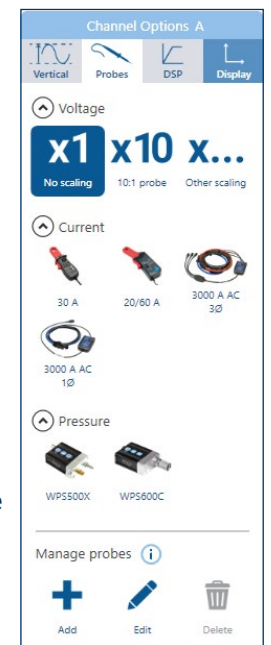 Channel Options A
Vertical Probes DSP Display
Voltage
x1 x10 x...
No scaling 10:1 probe Other scaling
Current
30 A 20/60 A 3000 A AC
3Ø
3000 A AC
1Ø
Pressure
WPS500X WPS600C
e
Manage probes i
Add Edit Delete